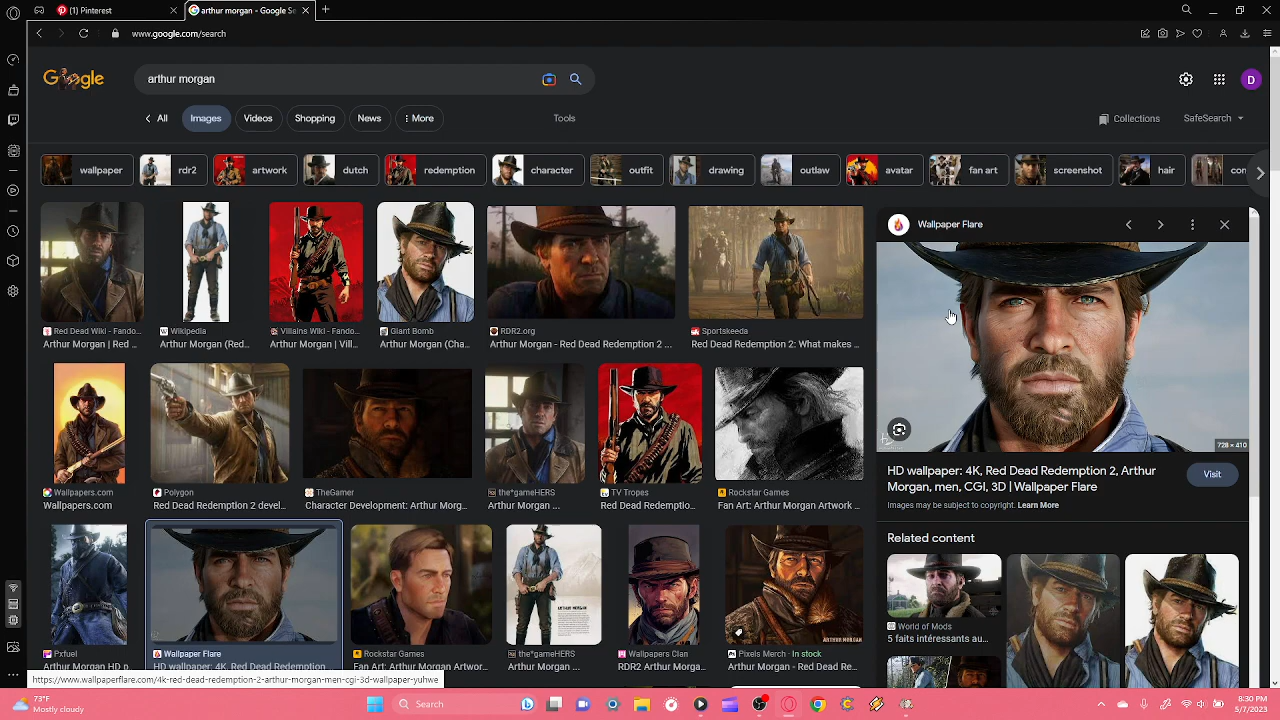 (1) Pinterest
arthur morgan - Google Se
www.google.com/search
Google
arthur morgan
All
Images
Videos
Shopping
News
More
Tools
Collections
SafeSearch
D
wallpaper
rdr2
artwork
dutch
redemption
character
outfit
drawing
outlaw
avatar
fan art
screenshot
hair
con
Wallpaper Flare
Red Dead Wiki - Fando...
Arthur Morgan | Red ...
Wikipedia
Arthur Morgan (Red...
Villains Wiki - Fando...
Arthur Morgan | Vill...
Giant Bomb
Arthur Morgan (Cha...
RDR2.org
Arthur Morgan - Red Dead Redemption 2 ...
Sportskeeda
Red Dead Redemption 2: What makes ...
728 × 410
HD wallpaper: 4K, Red Dead Redemption 2, Arthur
Morgan, men, CGI, 3D | Wallpaper Flare
Visit
Images may be subject to copyright. Learn More
Wallpapers.com
Wallpapers.com
Polygon
Red Dead Redemption 2 devel...
TheGamer
Character Development: Arthur Morg...
the*gameHERS
Arthur Morgan ...
TV Tropes
Red Dead Redemptio...
Rockstar Games
Fan Art: Arthur Morgan Artwork ...
Related content
World of Mods
5 faits intéressants au...
ARTHUR MORGAN
ARTHUR MORGAN
Pxfuel
Arthur Morgan HD p...
Wallpaper Flare
HD wallpaper: 4K, Red Dead Redemption
Rockstar Games
Fan Art: Arthur Morgan Artwor...
the*gameHERS
Arthur Morgan ...
Wallpapers Clan
RDR2 Arthur Morgan...
Pixels Merch - In stock
Arthur Morgan - Red Dead Re...
https://www.wallpaperflare.com/4k-red-dead-redemption-2-arthur-morgan-men-cgi-3d-wallpaper-yuhwe
73°F
Mostly cloudy
Search
8:30 PM
5/7/2023